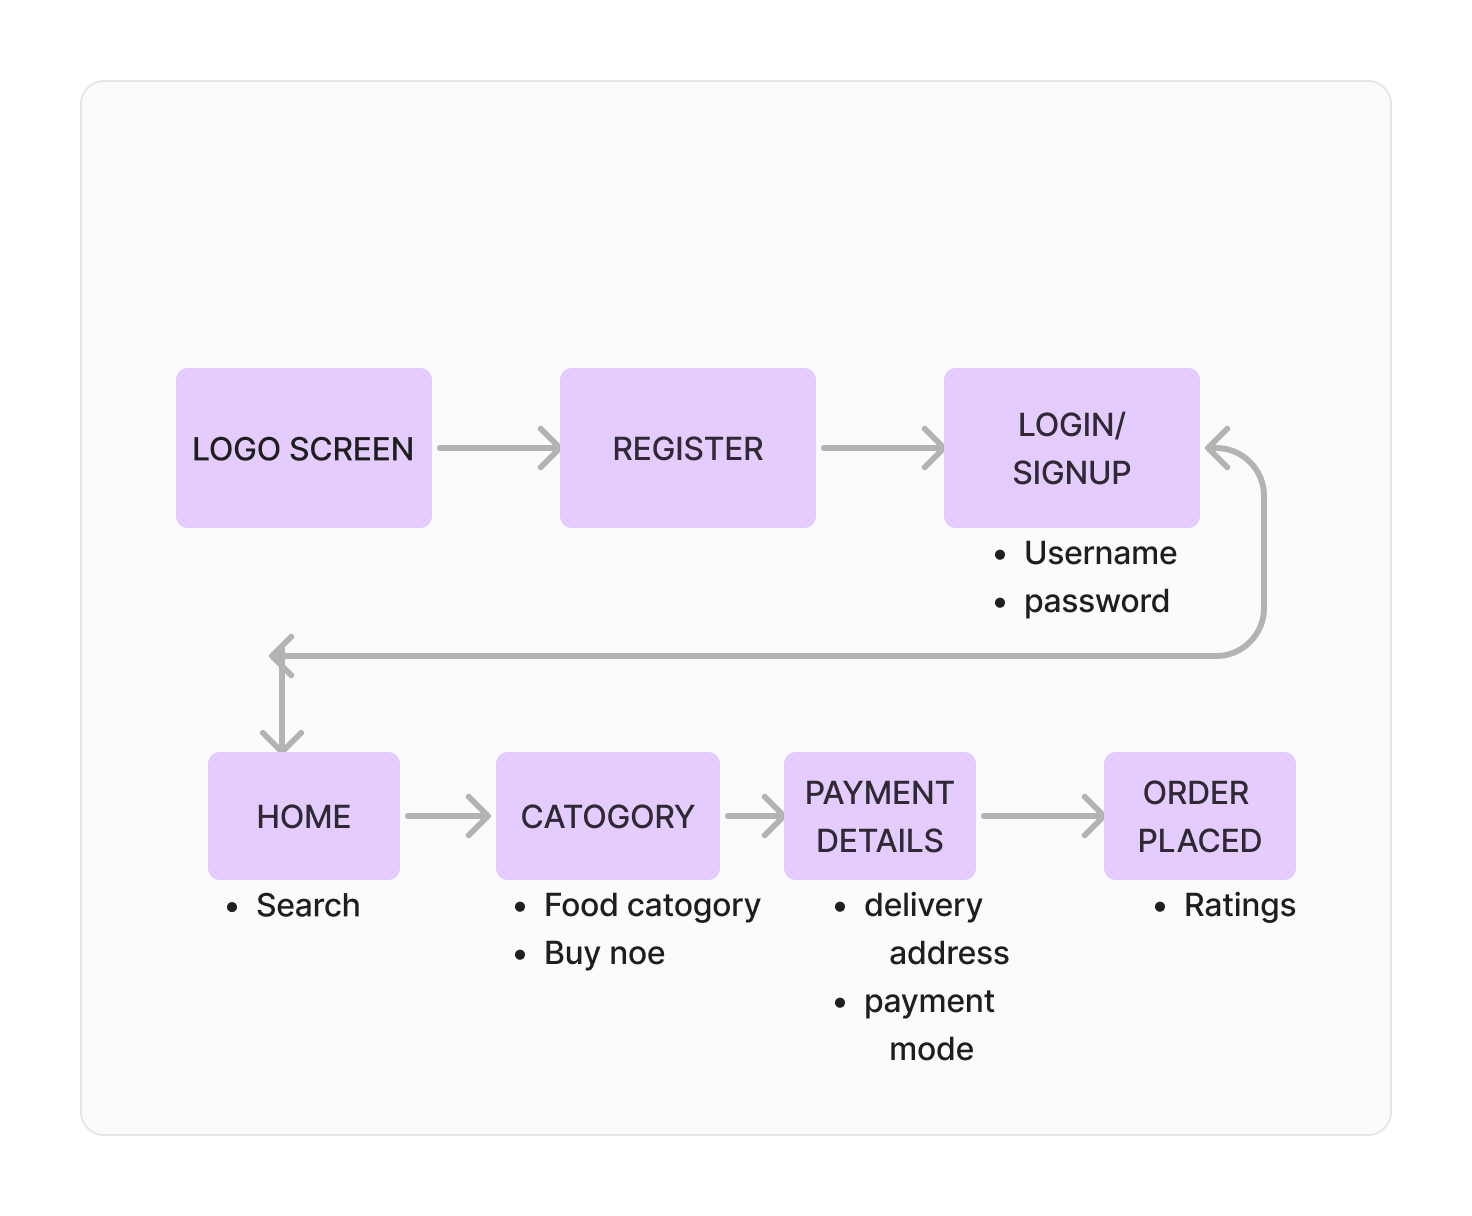 LOGO SCREEN
REGISTER
LOGIN/
SIGNUP
• Username
• password
HOME
• Search
CATOGORY
• Food catogory
• Buy noe
PAYMENT
DETAILS
• delivery
address
• payment
mode
ORDER
PLACED
• Ratings